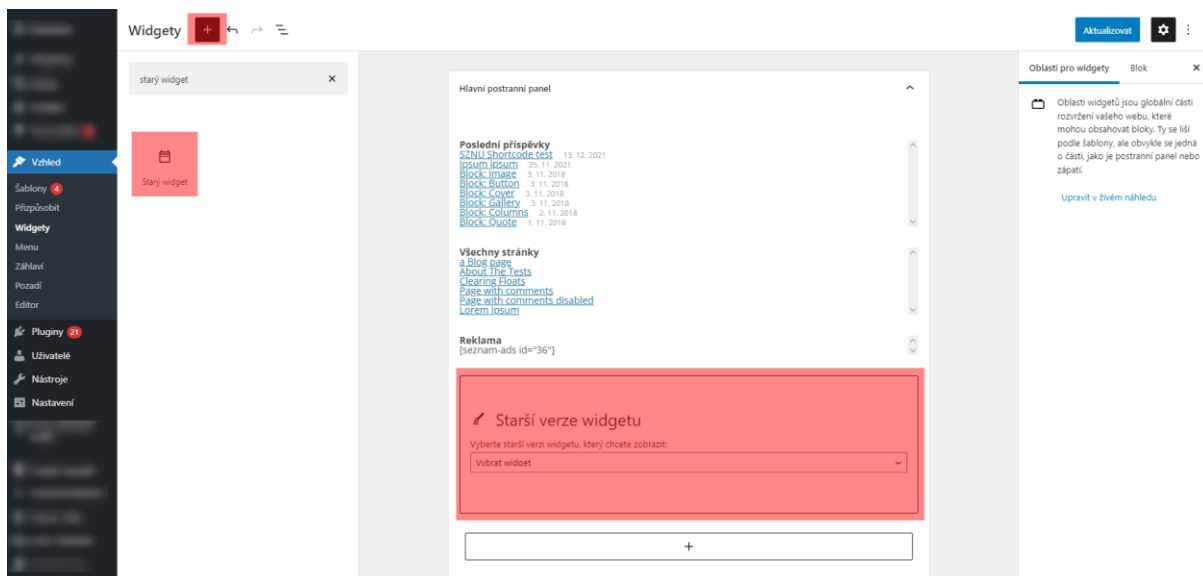 Widgety
Aktualizovat
starý widget
Starý widget
Vzhled
Šablony 4
Přizpůsobit
Widgety
Menu
Záhlaví
Pozadí
Editor
Pluginy 21
Uživatelé
Nástroje
Nastavení
Hlavní postranní panel
Poslední příspěvky
SZNU Shortcode test 13. 12. 2021
Ipsum ipsum 25. 11. 2021
Block: Image 3. 11. 2018
Block: Button 3. 11. 2018
Block: Cover 3. 11. 2018
Block: Gallery 3. 11. 2018
Block: Columns 2. 11. 2018
Block: Quote 1. 11. 2018
Všechny stránky
a Blog page
About The Tests
Clearing Floats
Page with comments
Page with comments disabled
Lorem Ipsum
Reklama
[seznam-ads id="36"]
Starší verze widgetu
Vyberte starší verzi widgetu, který chcete zobrazit:
Vybrat widget
Oblasti pro widgety Blok
Oblasti widgetů jsou globální části
rozvržení vašeho webu, které
mohou obsahovat bloky. Ty se liší
podle šablony, ale obvykle se jedná
o části, jako je postranní panel nebo
zápatí.
Upravit v živém náhledu